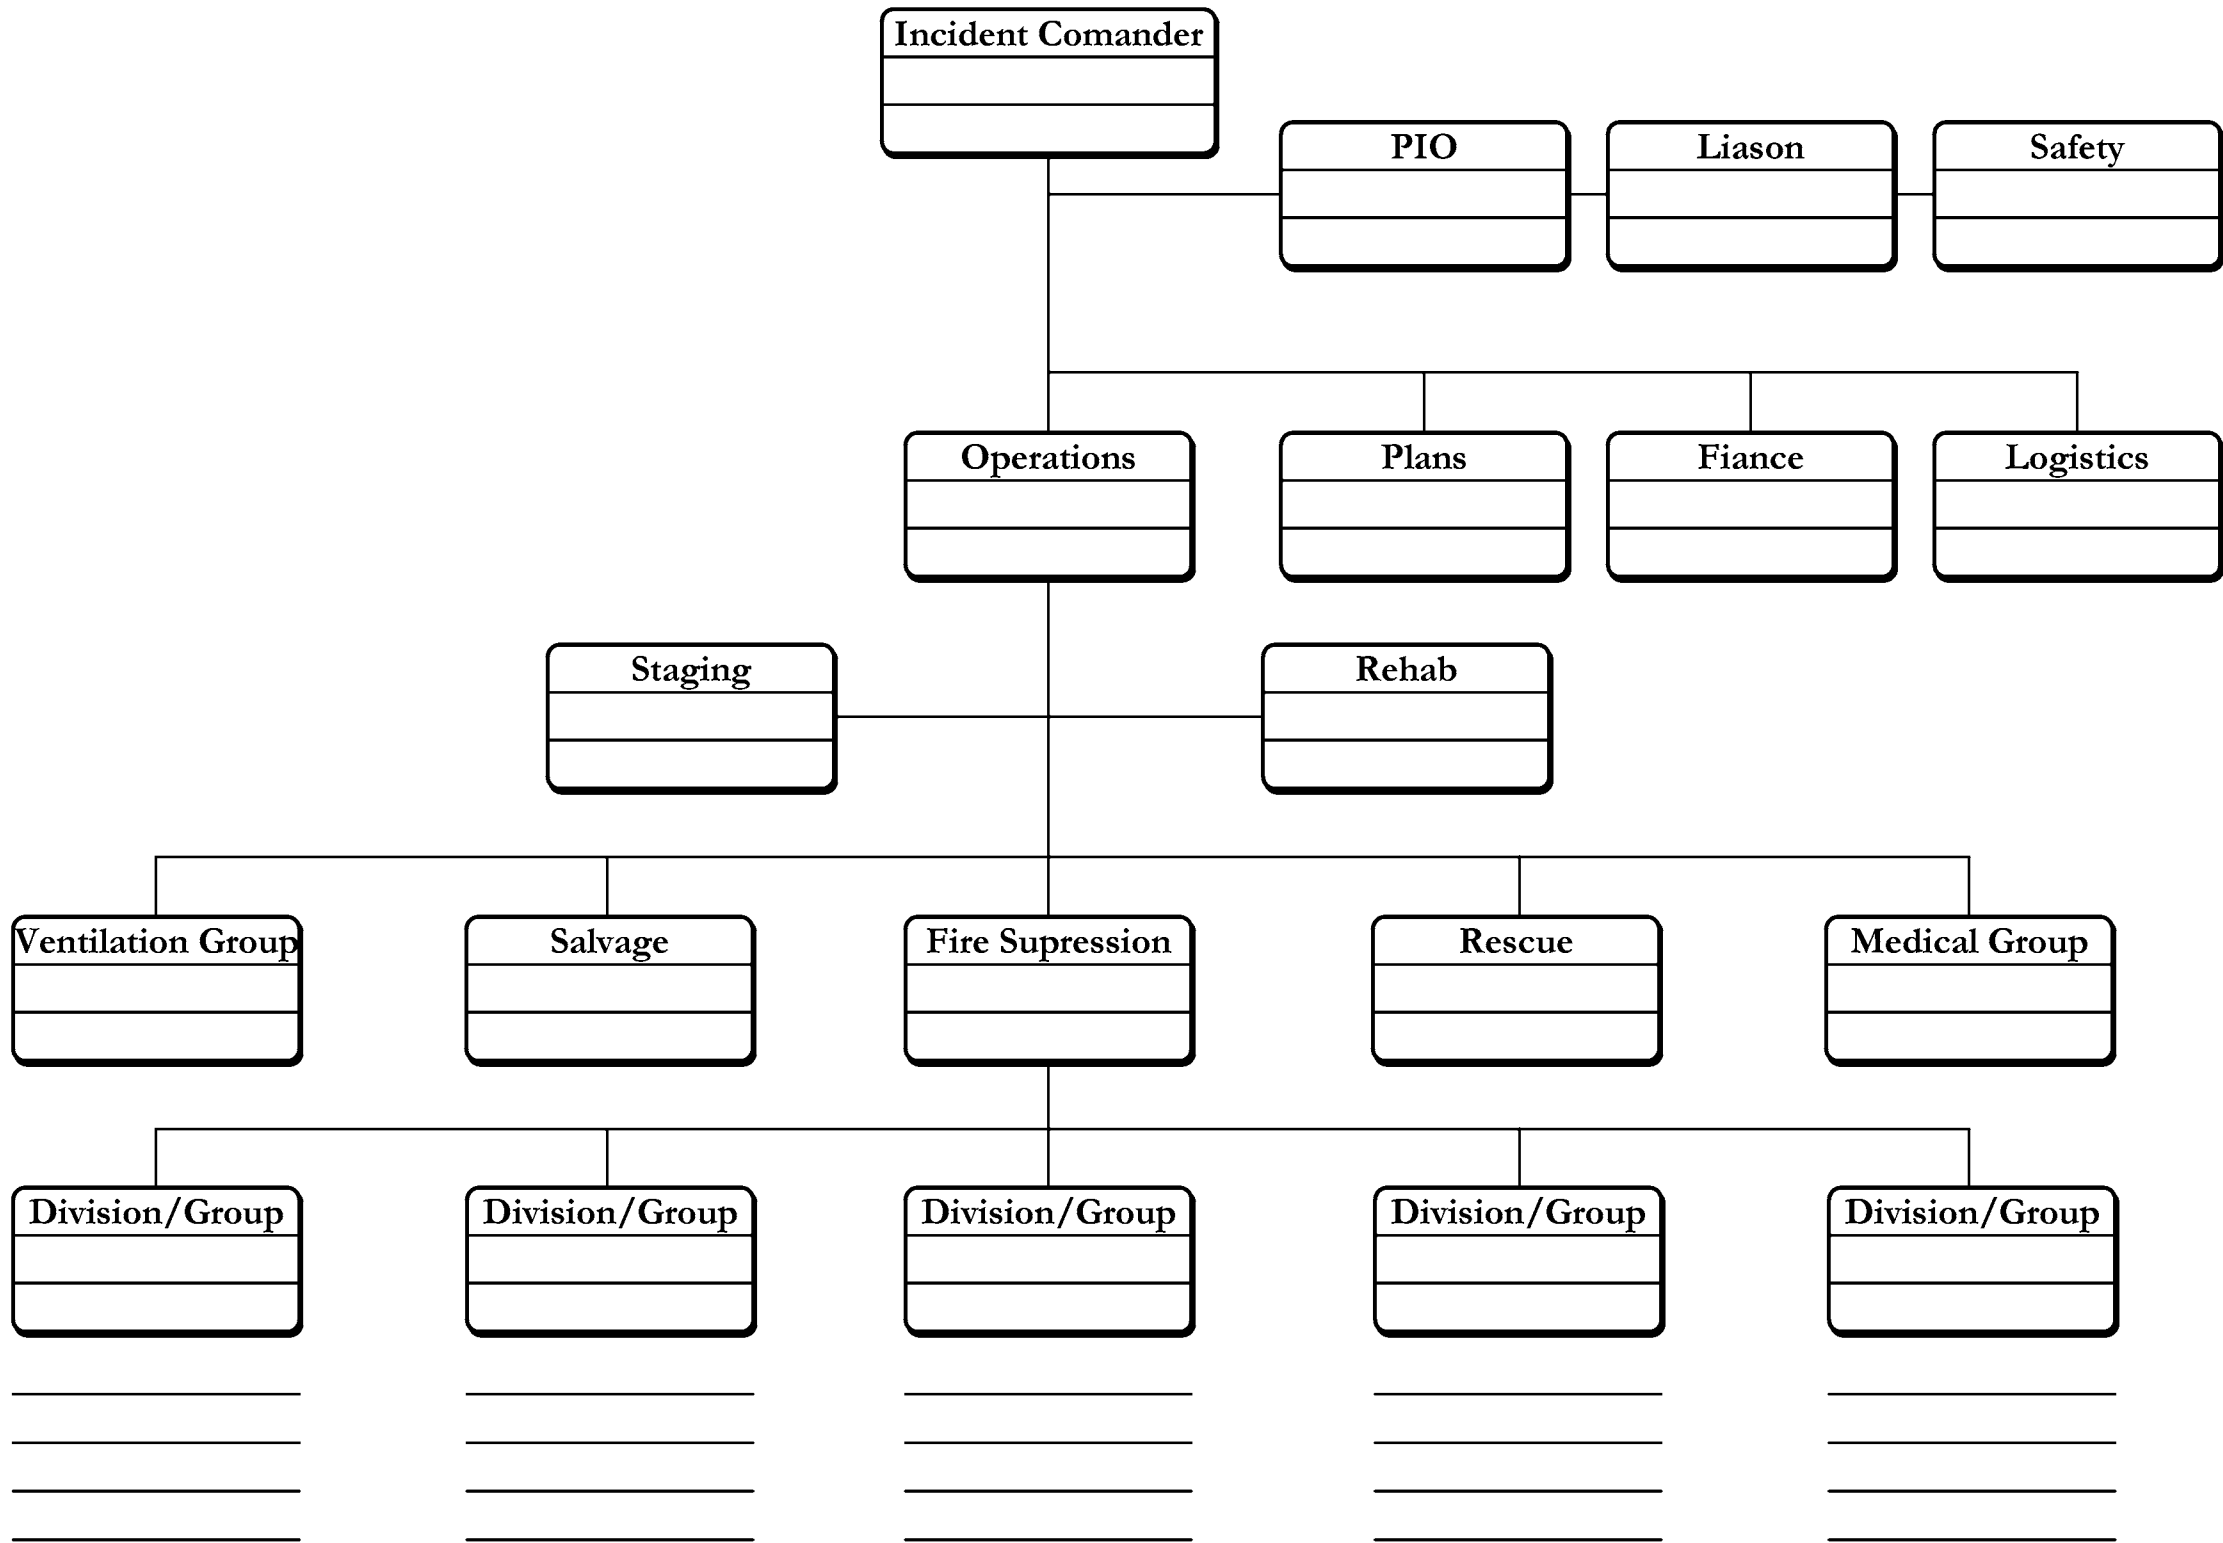 Incident Comander
PIO
Liason
Safety
Operations
Plans
Fiance
Logistics
Staging
Rehab
Ventilation Group
Salvage
Fire Supression
Rescue
Medical Group
Division/Group
Division/Group
Division/Group
Division/Group
Division/Group